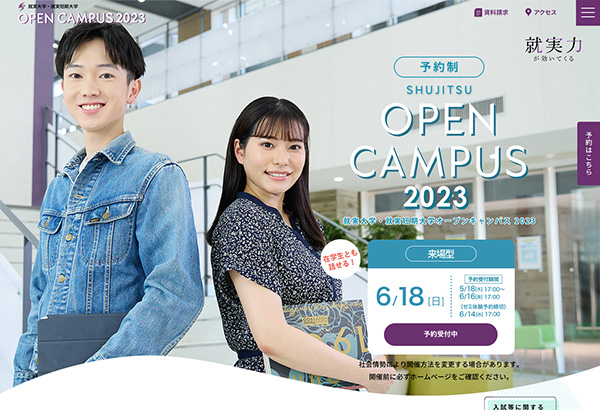 就実大学・就実短期大学
OPEN CAMPUS 2023
資料請求
アクセス
就実力
が効いてくる
予約制
SHUJITSU
OPEN
CAMPUS
2023
就実大学・就実短期大学オープンキャンパス 2023
予約はこちら
在学生とも
話せる!
来場型
6/18[日]
予約受付期間
5/18(木) 17:00〜
6/16(金) 17:00
(ゼミ体験予約締切)
6/14(水) 17:00
予約受付中
社会情勢により開催方法を変更する場合があります。
開催前に必ずホームページをご確認ください。
入試等に関する